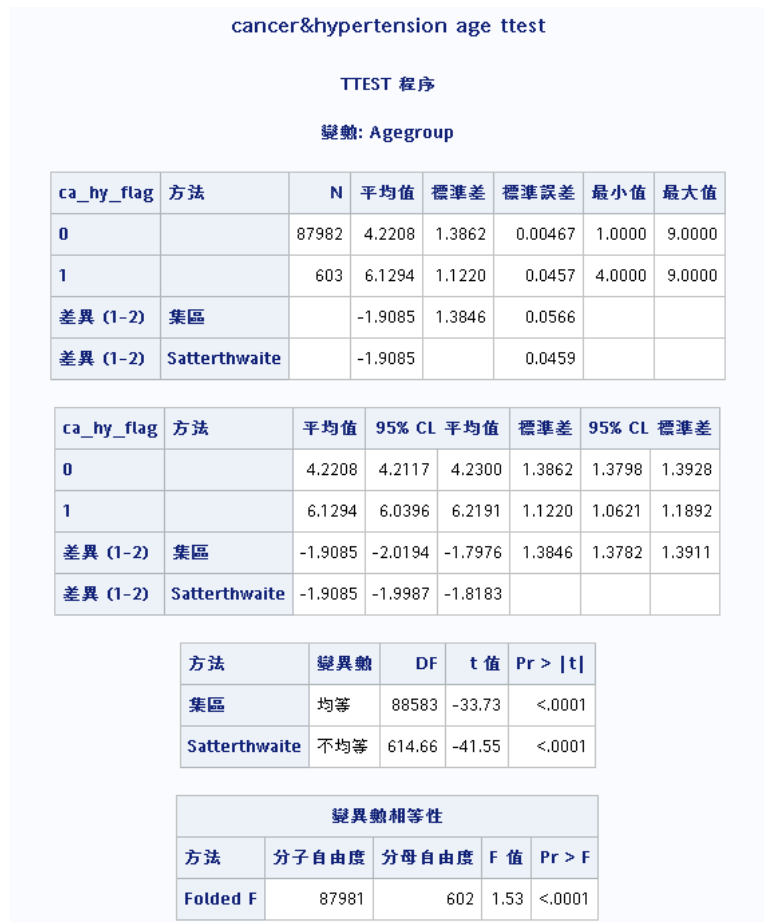 cancer&hypertension age ttest
TTEST 程序
變數: Agegroup
ca_hy_flag 方法 N 平均值 標準差 標準誤差 最小值 最大值
0 87982 4.2208 1.3862 0.00467 1.0000 9.0000
1 603 6.1294 1.1220 0.0457 4.0000 9.0000
差異 (1-2) 集區 -1.9085 1.3846 0.0566
差異 (1-2) Satterthwaite -1.9085 0.0459
ca_hy_flag 方法 平均值 95% CL 平均值 標準差 95% CL 標準差
0 4.2208 4.2117 4.2300 1.3862 1.3798 1.3928
1 6.1294 6.0396 6.2191 1.1220 1.0621 1.1892
差異 (1-2) 集區 -1.9085 -2.0194 -1.7976 1.3846 1.3782 1.3911
差異 (1-2) Satterthwaite -1.9085 -1.9987 -1.8183
方法 變異數 DF t 值 Pr > |t|
集區 均等 88583 -33.73 <.0001
Satterthwaite 不均等 614.66 -41.55 <.0001
變異數相等性
方法 分子自由度 分母自由度 F 值 Pr > F
Folded F 87981 602 1.53 <.0001